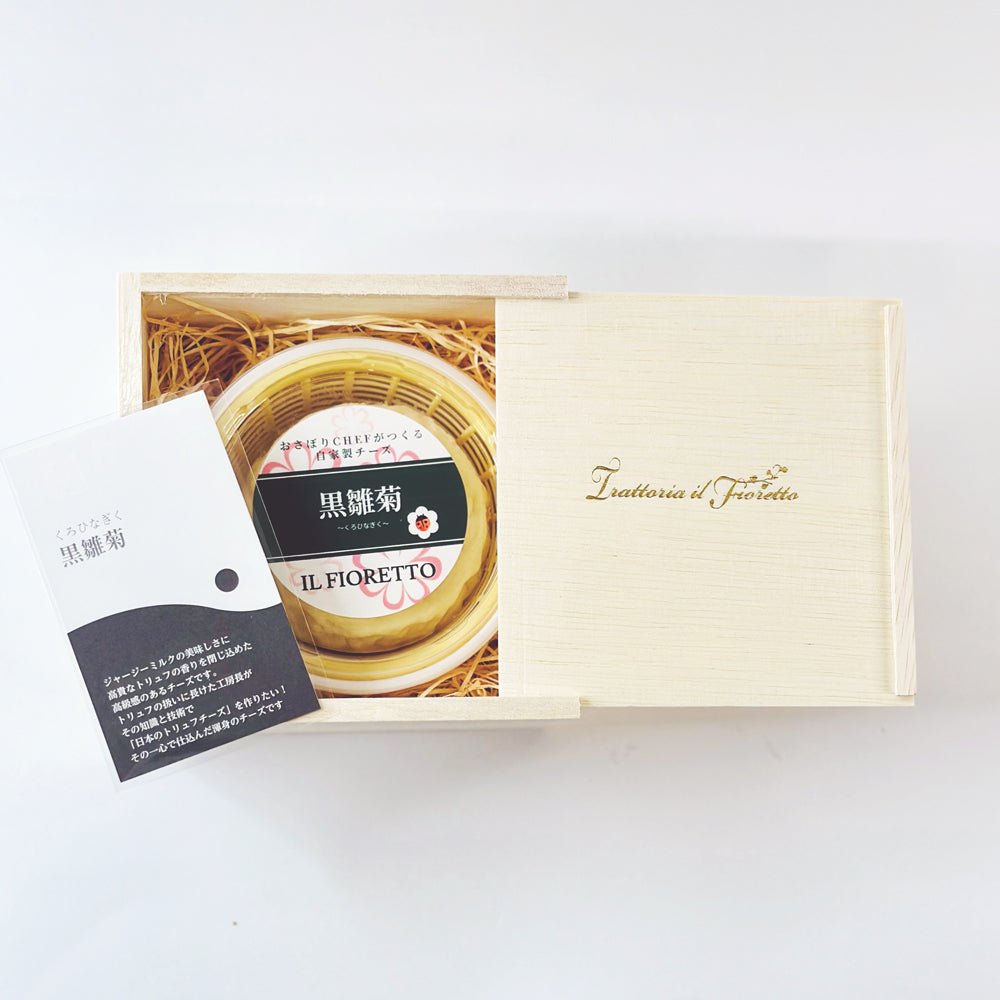 くろひなぎく
黒雛菊
ジャージーミルクの美味しさに
高貴なトリュフの香りを閉じ込めた
高級感のあるチーズです。
トリュフの扱いに長けた工房長が
その知識と技術で
「日本のトリュフチーズ」を作りたい！
その一心で仕込んだ渾身のチーズです
おさぼりCHEFがつくる
自家製チーズ
黒雛菊
〜くろひなぎく〜
IL FIORETTO
Trattoria il Fioretto